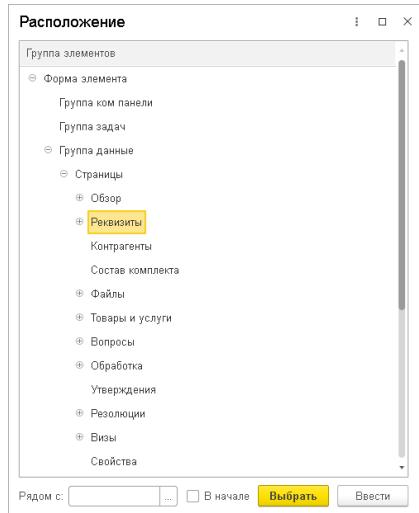 Расположение
Группа элементов
Форма элемента
Группа ком панели
Группа задач
Группа данные
Страницы
Обзор
Реквизиты
Контрагенты
Состав комплекта
Файлы
Товары и услуги
Вопросы
Обработка
Утверждения
Резолюции
Визы
Свойства
Рядом с: ... В начале Выбрать Ввести